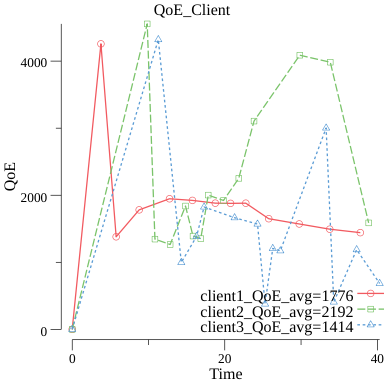 QoE_Client
4000
2000
0
QoE
0
20
40
Time
client1_QoE_avg=1776
client2_QoE_avg=2192
client3_QoE_avg=1414